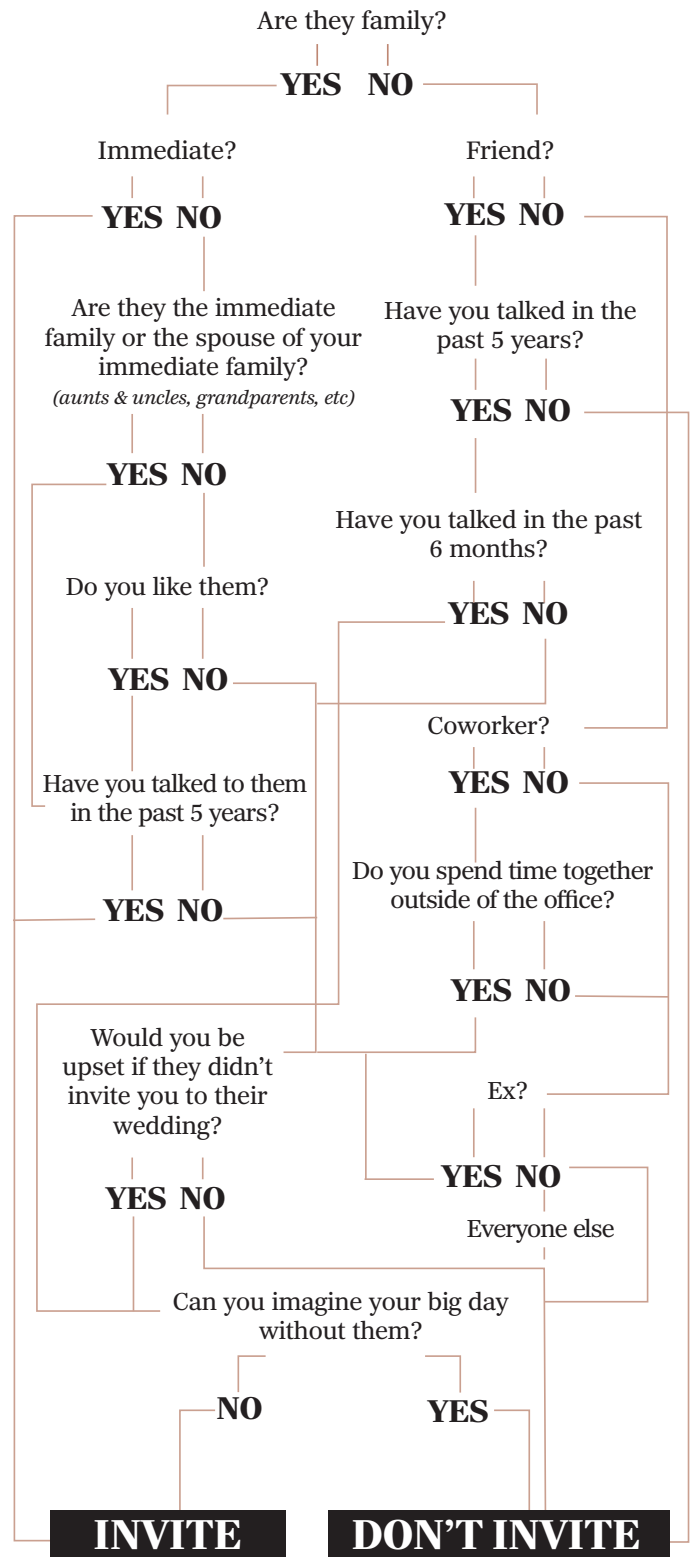 Are they family?
YES NO
Immediate?
Friend?
YES NO
YES NO
Are they the immediate
family or the spouse of your
immediate family?
(aunts & uncles, grandparents, etc)
Have you talked in the
past 5 years?
YES NO
YES NO
Have you talked in the past
6 months?
Do you like them?
YES NO
YES NO
Coworker?
YES NO
Have you talked to them
in the past 5 years?
Do you spend time together
outside of the office?
YES NO
YES NO
Would you be
upset if they didn’t
invite you to their
wedding?
Ex?
YES NO
YES NO
Everyone else
Can you imagine your big day
without them?
NO
YES
INVITE
DON’T INVITE